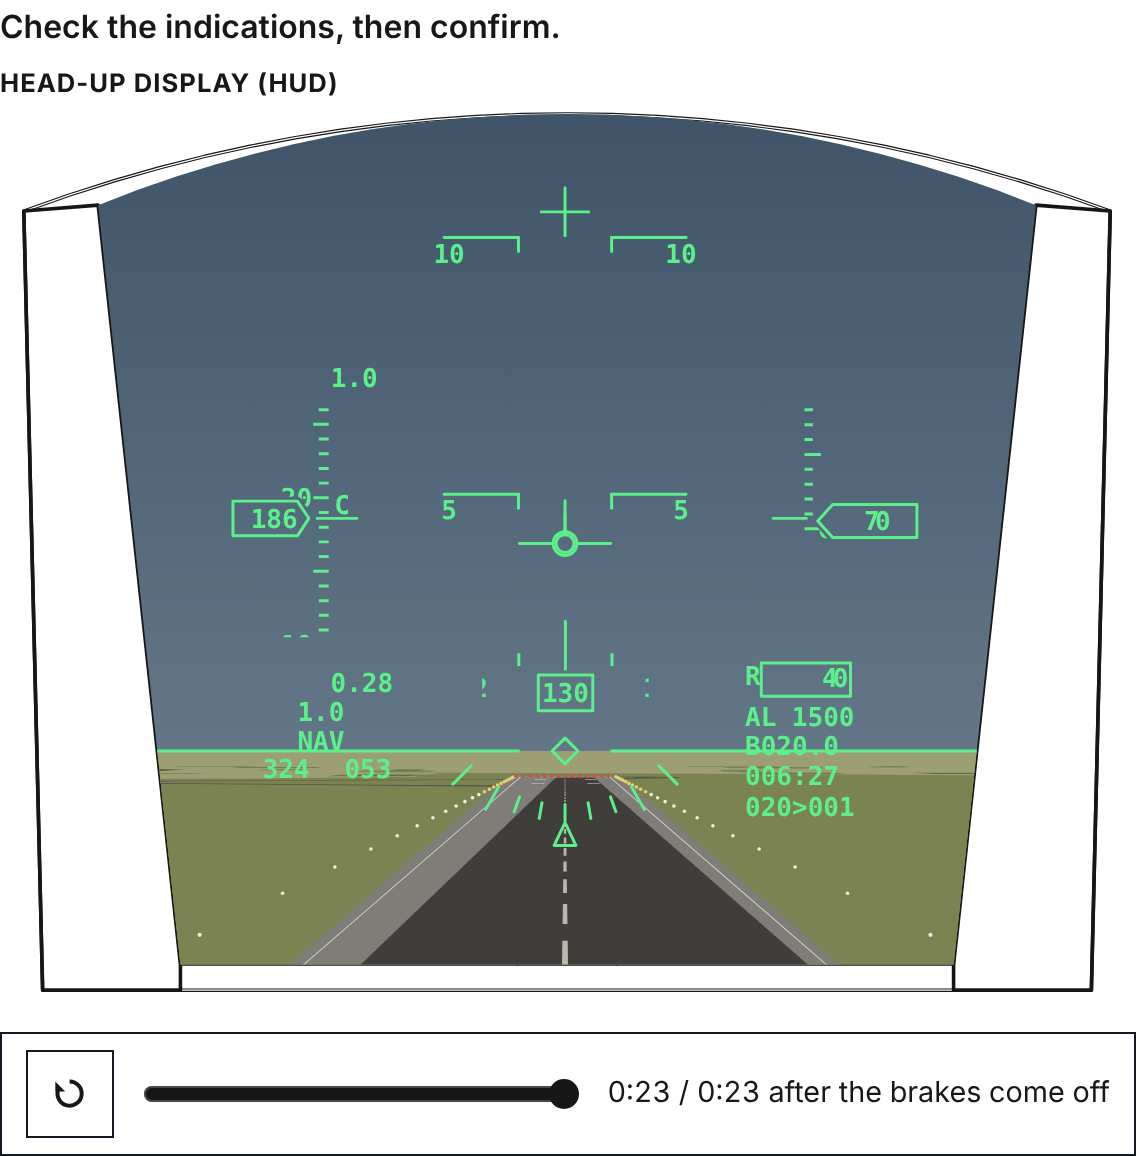 Check the indications, then confirm.
HEAD-UP DISPLAY (HUD)
10 10
1.0
20 C
186
5 5
70
R 40
0.28
130
1.0
AL 1500
NAV
B020.0
324 053
006:27
020>001
0:23 / 0:23 after the brakes come off